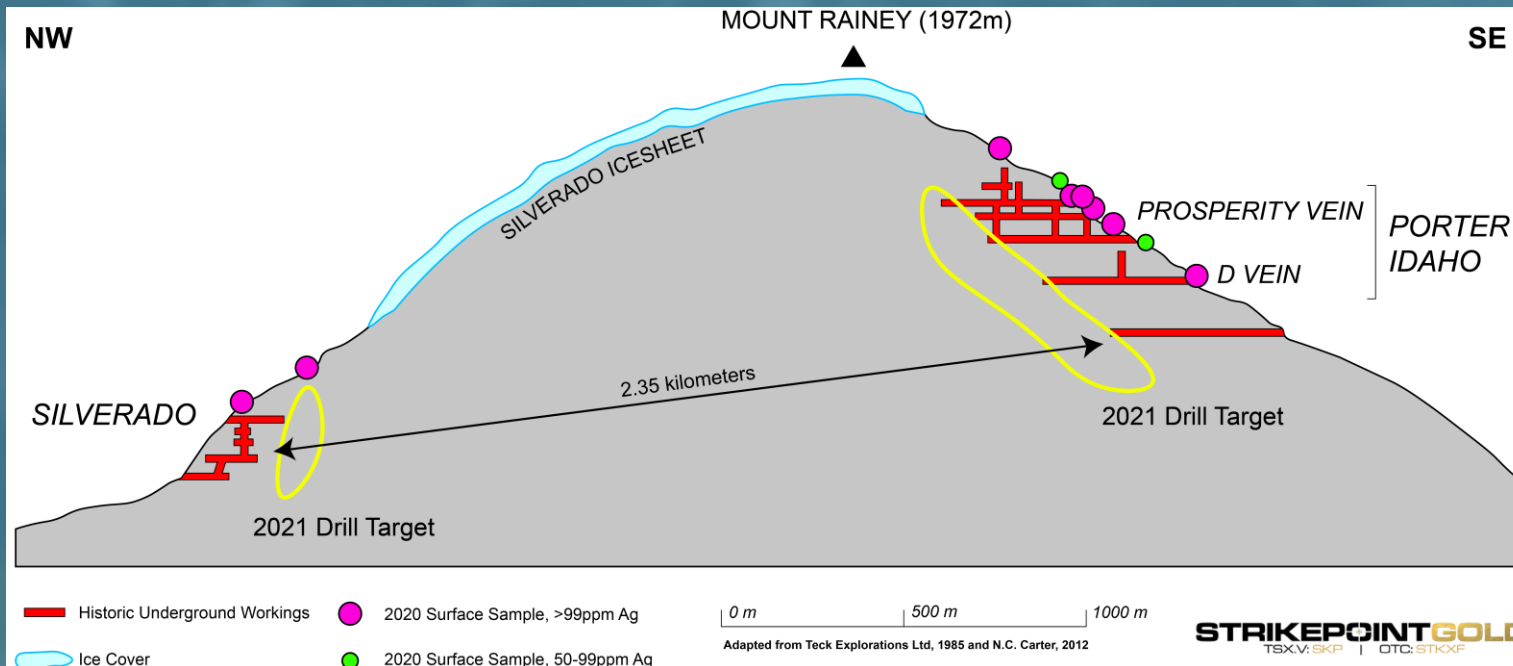 MOUNT RAINEY (1972m)
NW
SE
SILVERADO ICESHEET
PROSPERITY VEIN
PORTER
IDAHO
D VEIN
2.35 kilometers
SILVERADO
2021 Drill Target
2021 Drill Target
Historic Underground Workings
2020 Surface Sample, >99ppm Ag
0 m 500 m 1000 m
Adapted from Teck Explorations Ltd, 1985 and N.C. Carter, 2012
STRIKEPOINTGOLD
TSX.V: SKP | OTC: STKXF
Ice Cover
2020 Surface Sample, 50-99ppm Ag